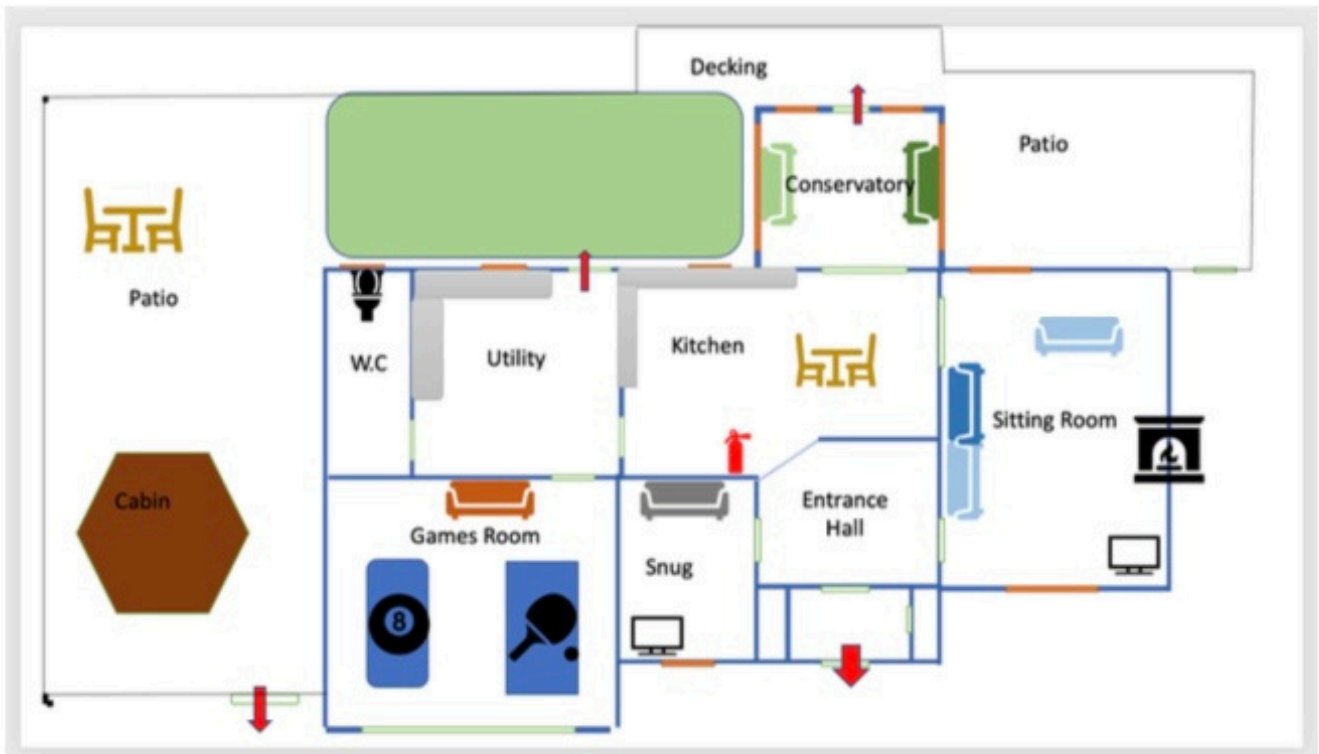 Decking
Patio
Conservatory
Patio
Kitchen
Utility
W.C
Sitting Room
Cabin
Entrance
Hall
Games Room
Snug
8